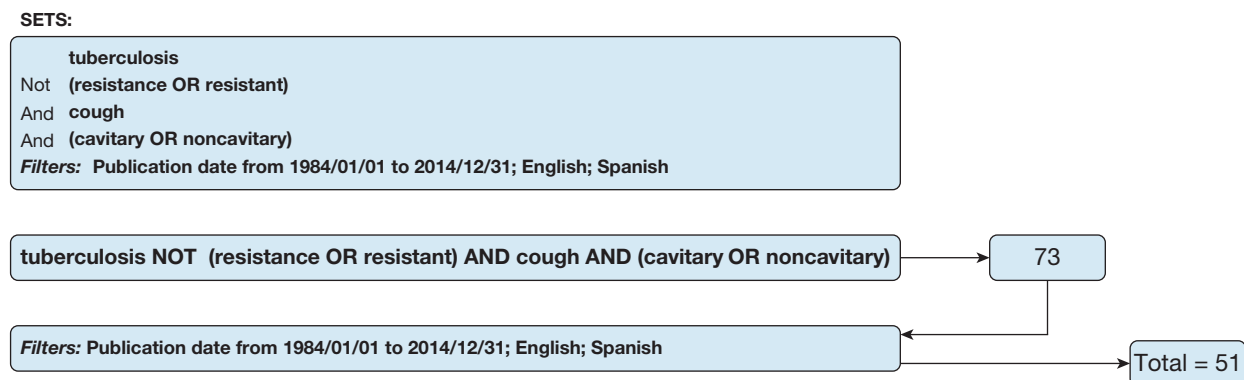 SETS:
tuberculosis
Not (resistance OR resistant)
And cough
And (cavitary OR noncavitary)
Filters: Publication date from 1984/01/01 to 2014/12/31; English; Spanish
tuberculosis NOT (resistance OR resistant) AND cough AND (cavitary OR noncavitary)
73
Filters: Publication date from 1984/01/01 to 2014/12/31; English; Spanish
Total = 51